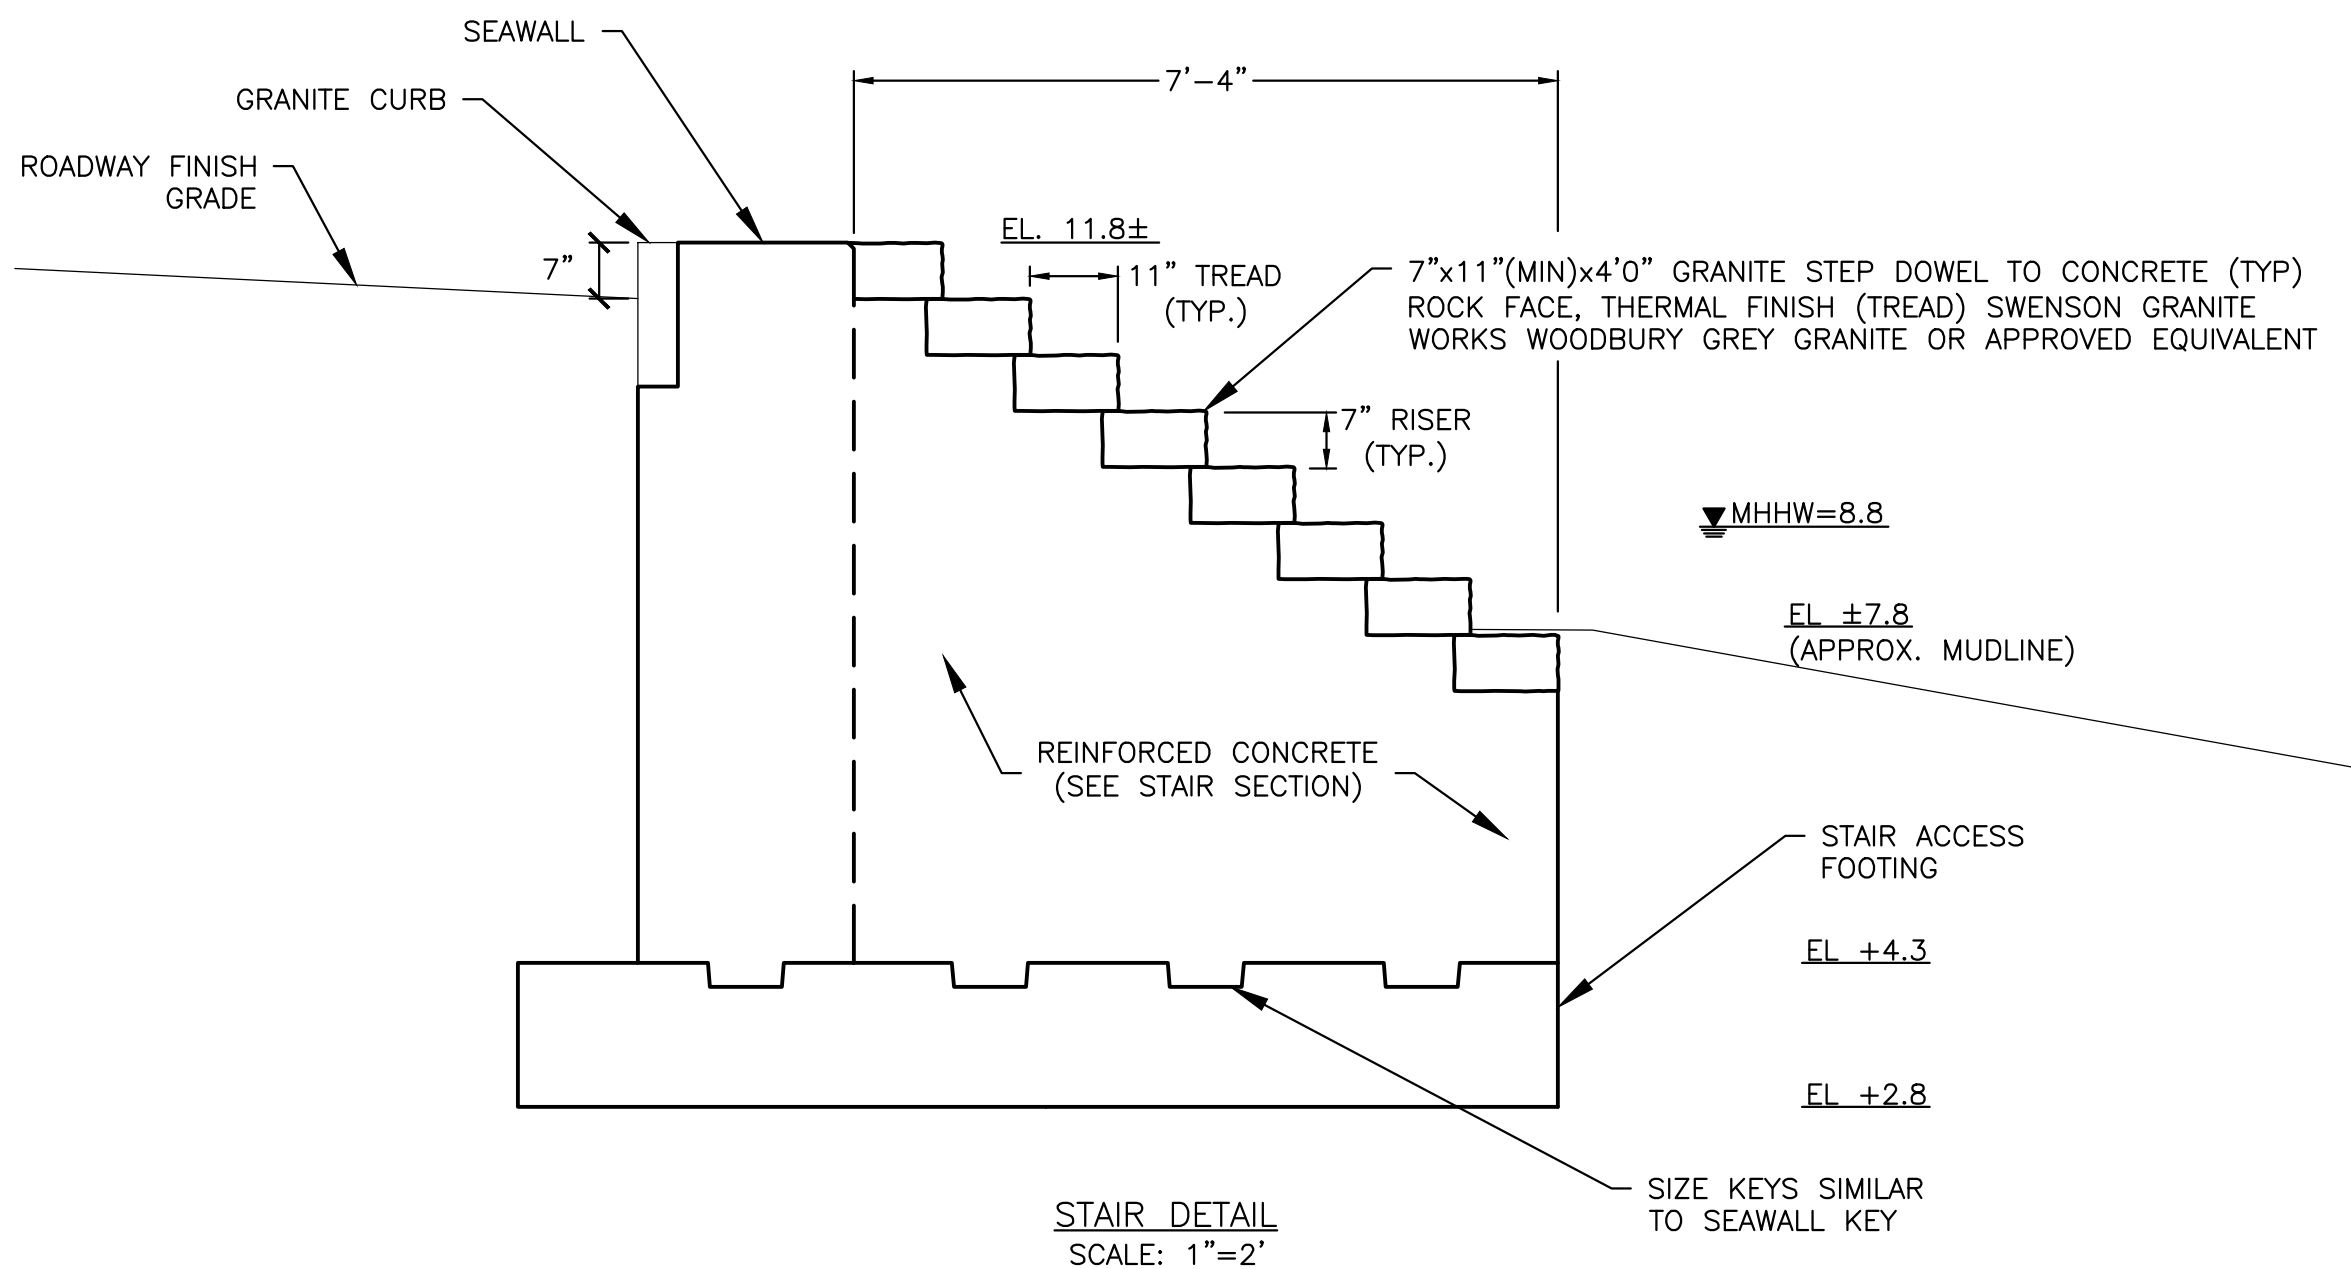 SEAWALL
7'-4"
GRANITE CURB
ROADWAY FINISH
GRADE
EL. 11.8±
7"
11" TREAD
(TYP.)
7"x11"(MIN)x4'0" GRANITE STEP DOWEL TO CONCRETE (TYP)
ROCK FACE, THERMAL FINISH (TREAD) SWENSON GRANITE
WORKS WOODBURY GREY GRANITE OR APPROVED EQUIVALENT
7" RISER
(TYP.)
MHHW=8.8
EL ±7.8
(APPROX. MUDLINE)
REINFORCED CONCRETE
(SEE STAIR SECTION)
STAIR ACCESS
FOOTING
EL +4.3
EL +2.8
SIZE KEYS SIMILAR
TO SEAWALL KEY
STAIR DETAIL
SCALE: 1"=2'